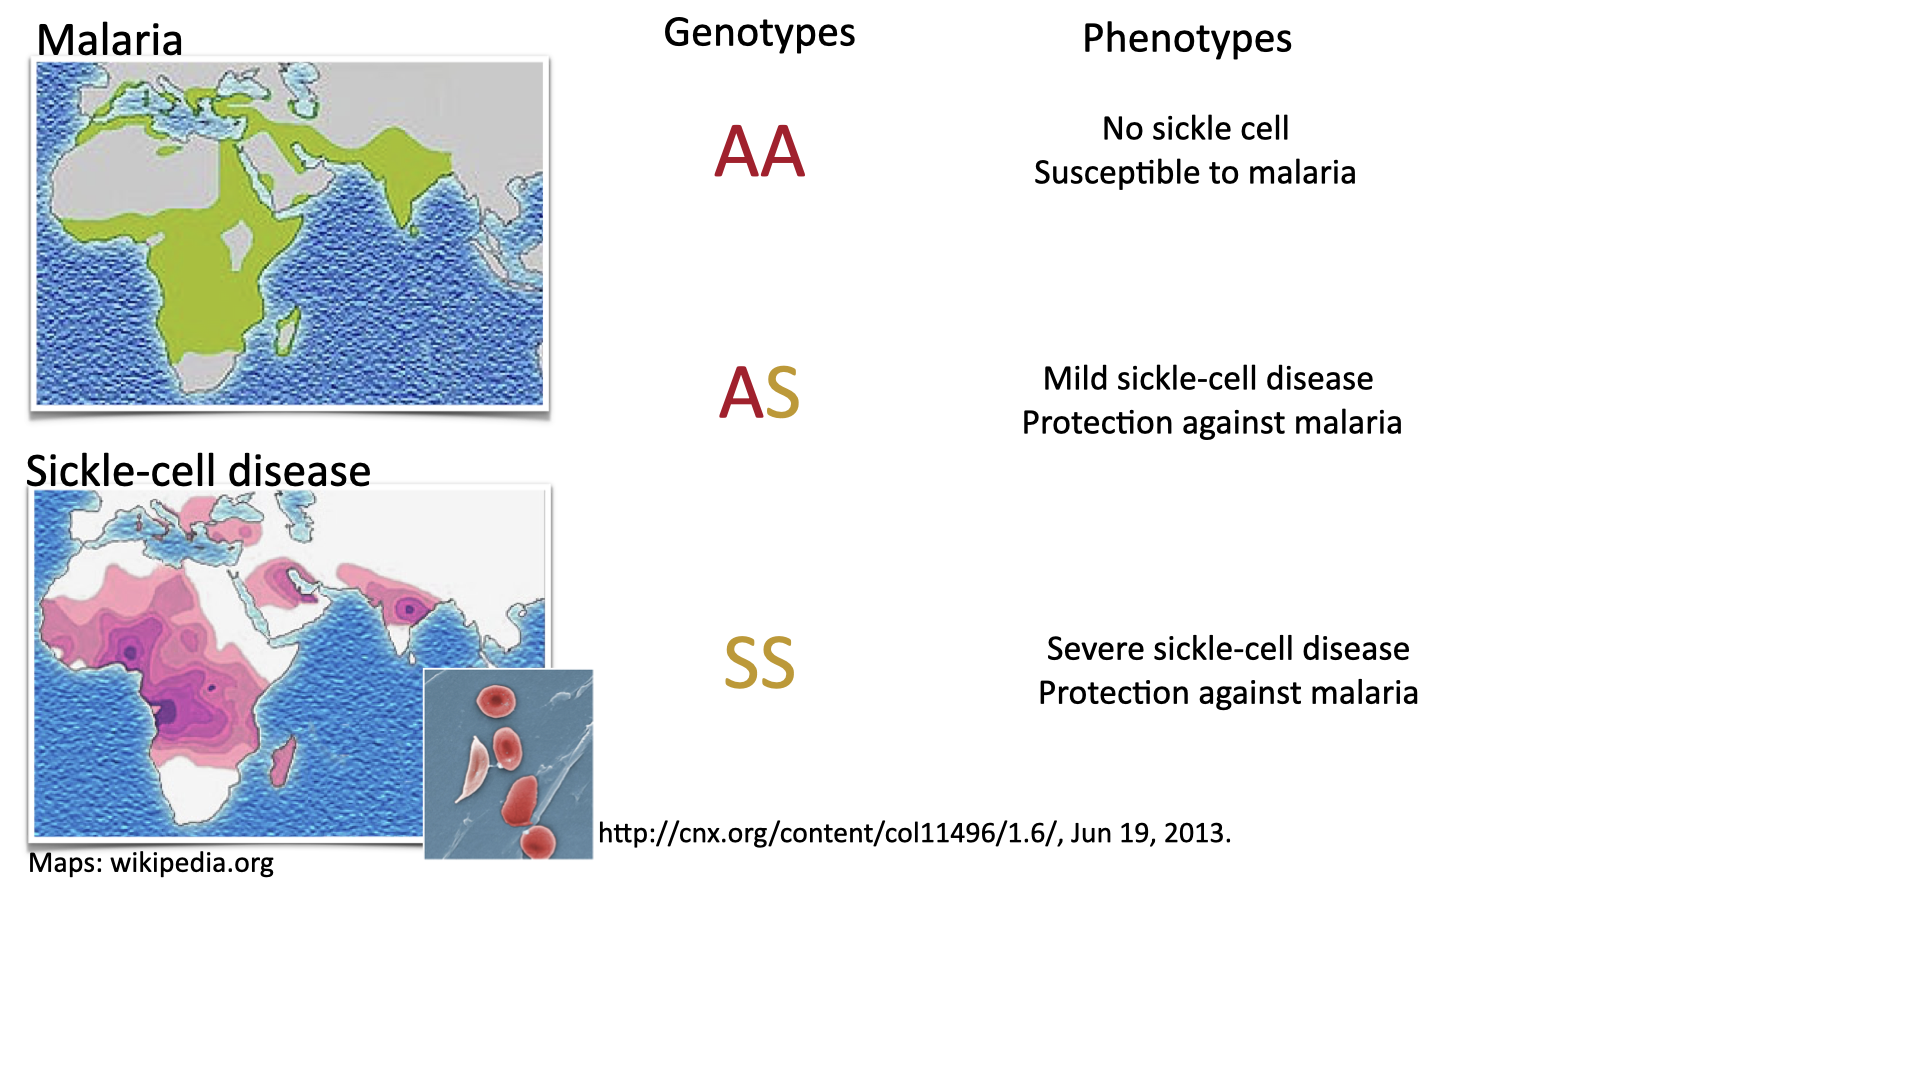 Malaria
Genotypes
Phenotypes
AA
No sickle cell
Susceptible to malaria
AS
Mild sickle-cell disease
Protection against malaria
Sickle-cell disease
SS
Severe sickle-cell disease
Protection against malaria
http://cnx.org/content/col11496/1.6/, Jun 19, 2013.
Maps: wikipedia.org